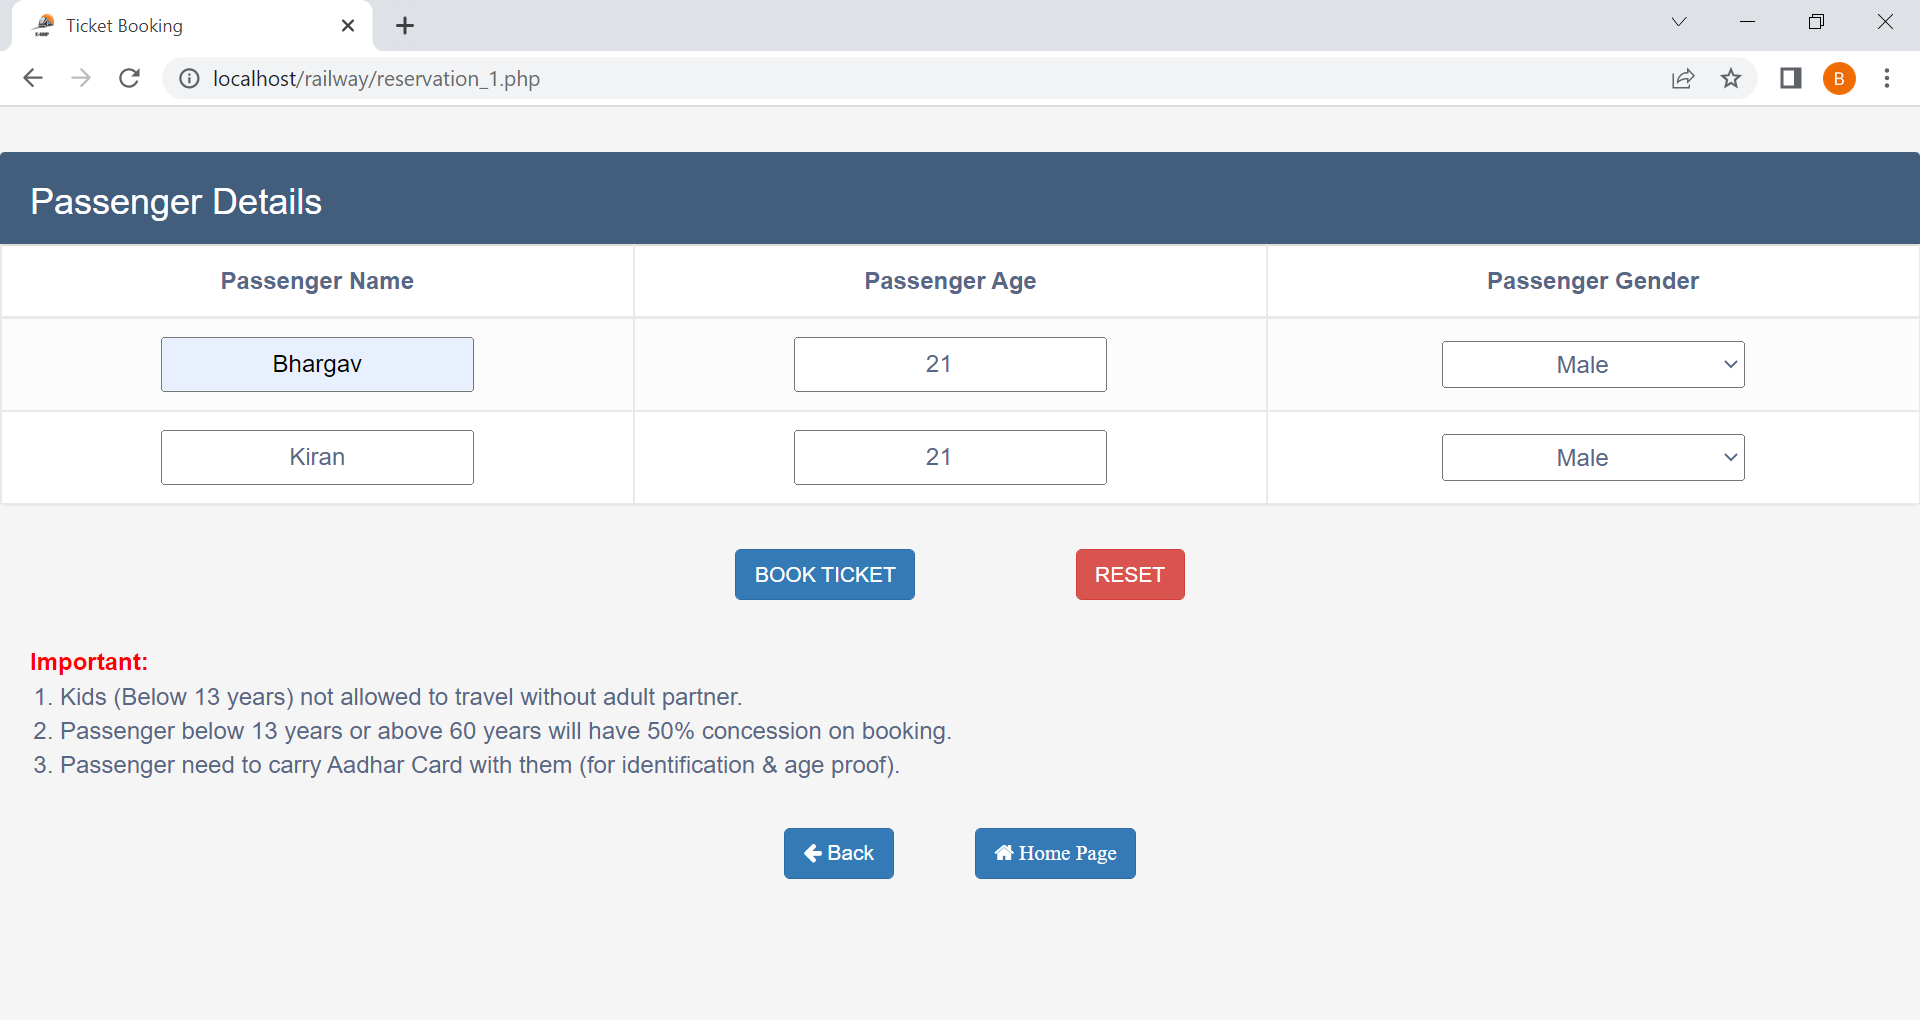 Ticket Booking
localhost/railway/reservation_1.php
B
Passenger Details
Passenger Name Passenger Age Passenger Gender
Bhargav 21 Male
Kiran 21 Male
BOOK TICKET RESET
Important:
1. Kids (Below 13 years) not allowed to travel without adult partner.
2. Passenger below 13 years or above 60 years will have 50% concession on booking.
3. Passenger need to carry Aadhar Card with them (for identification & age proof).
Back Home Page